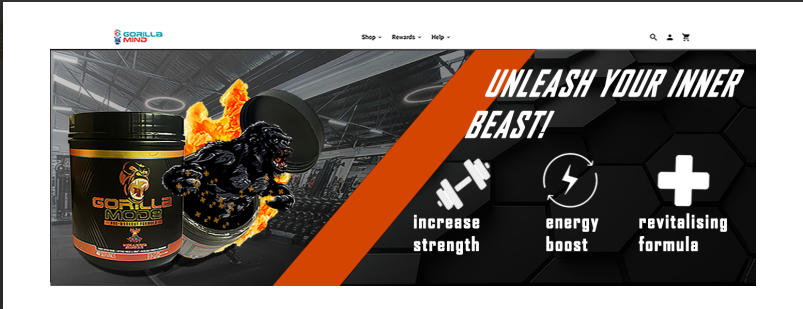 GORILLA
MIND
Shop
Rewards
Help
UNLEASH YOUR INNER
BEAST!
GORILLA
MODE
increase
strength
energy
boost
revitalising
formula